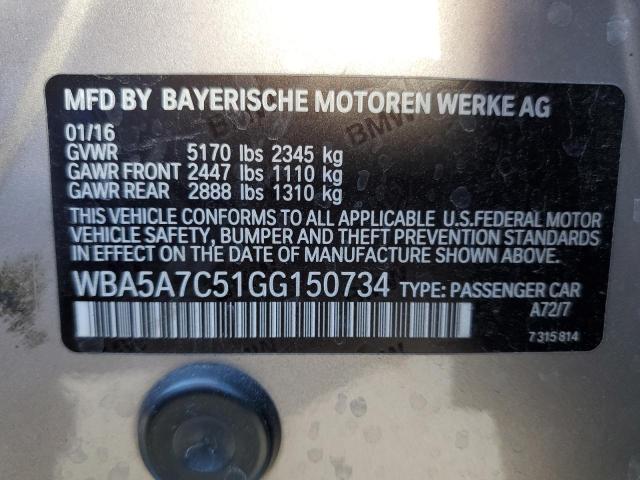 MFD BY BAYERISCHE MOTOREN WERKE AG
01/16
GVWR 5170 lbs 2345 kg
GAWR FRONT 2447 lbs 1110 kg
GAWR REAR 2888 lbs 1310 kg
THIS VEHICLE CONFORMS TO ALL APPLICABLE U.S.FEDERAL MOTOR
VEHICLE SAFETY, BUMPER AND THEFT PREVENTION STANDARDS
IN EFFECT ON THE DATE OF MANUFACTURE SHOWN ABOVE.
WBA5A7C51GG150734 TYPE: PASSENGER CAR
A72/7
7 315 814
BMW
BMW